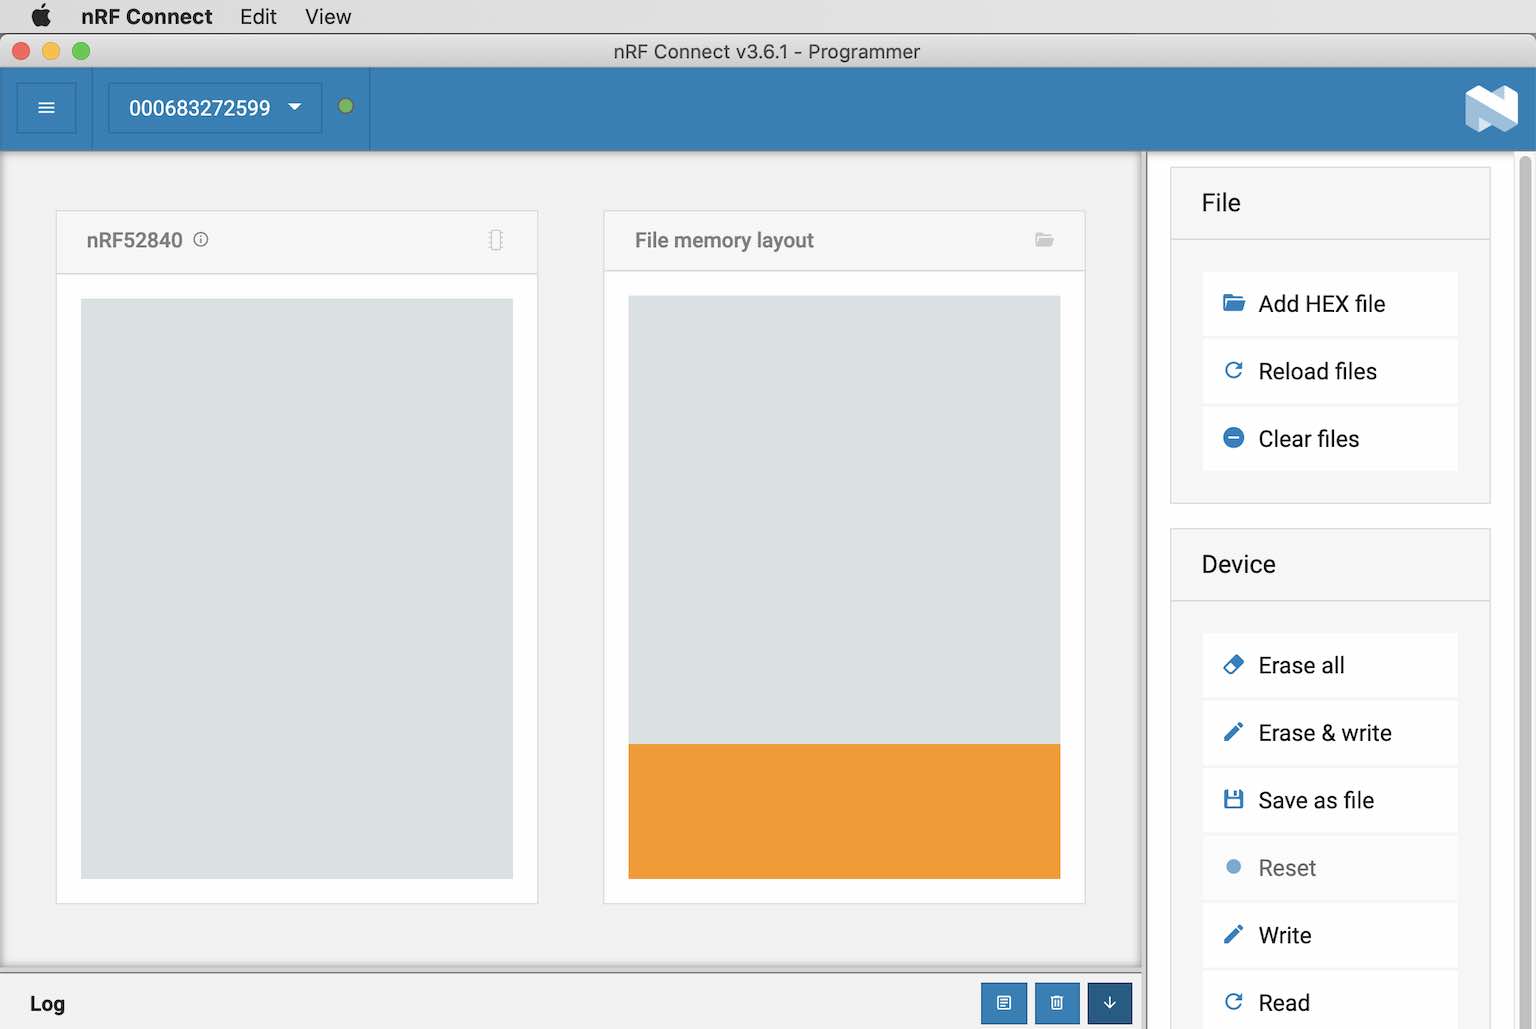 nRF Connect Edit View
nRF Connect v3.6.1 - Programmer
000683272599
nRF52840
File memory layout
File
Add HEX file
Reload files
Clear files
Device
Erase all
Erase & write
Save as file
Reset
Write
Read
Log